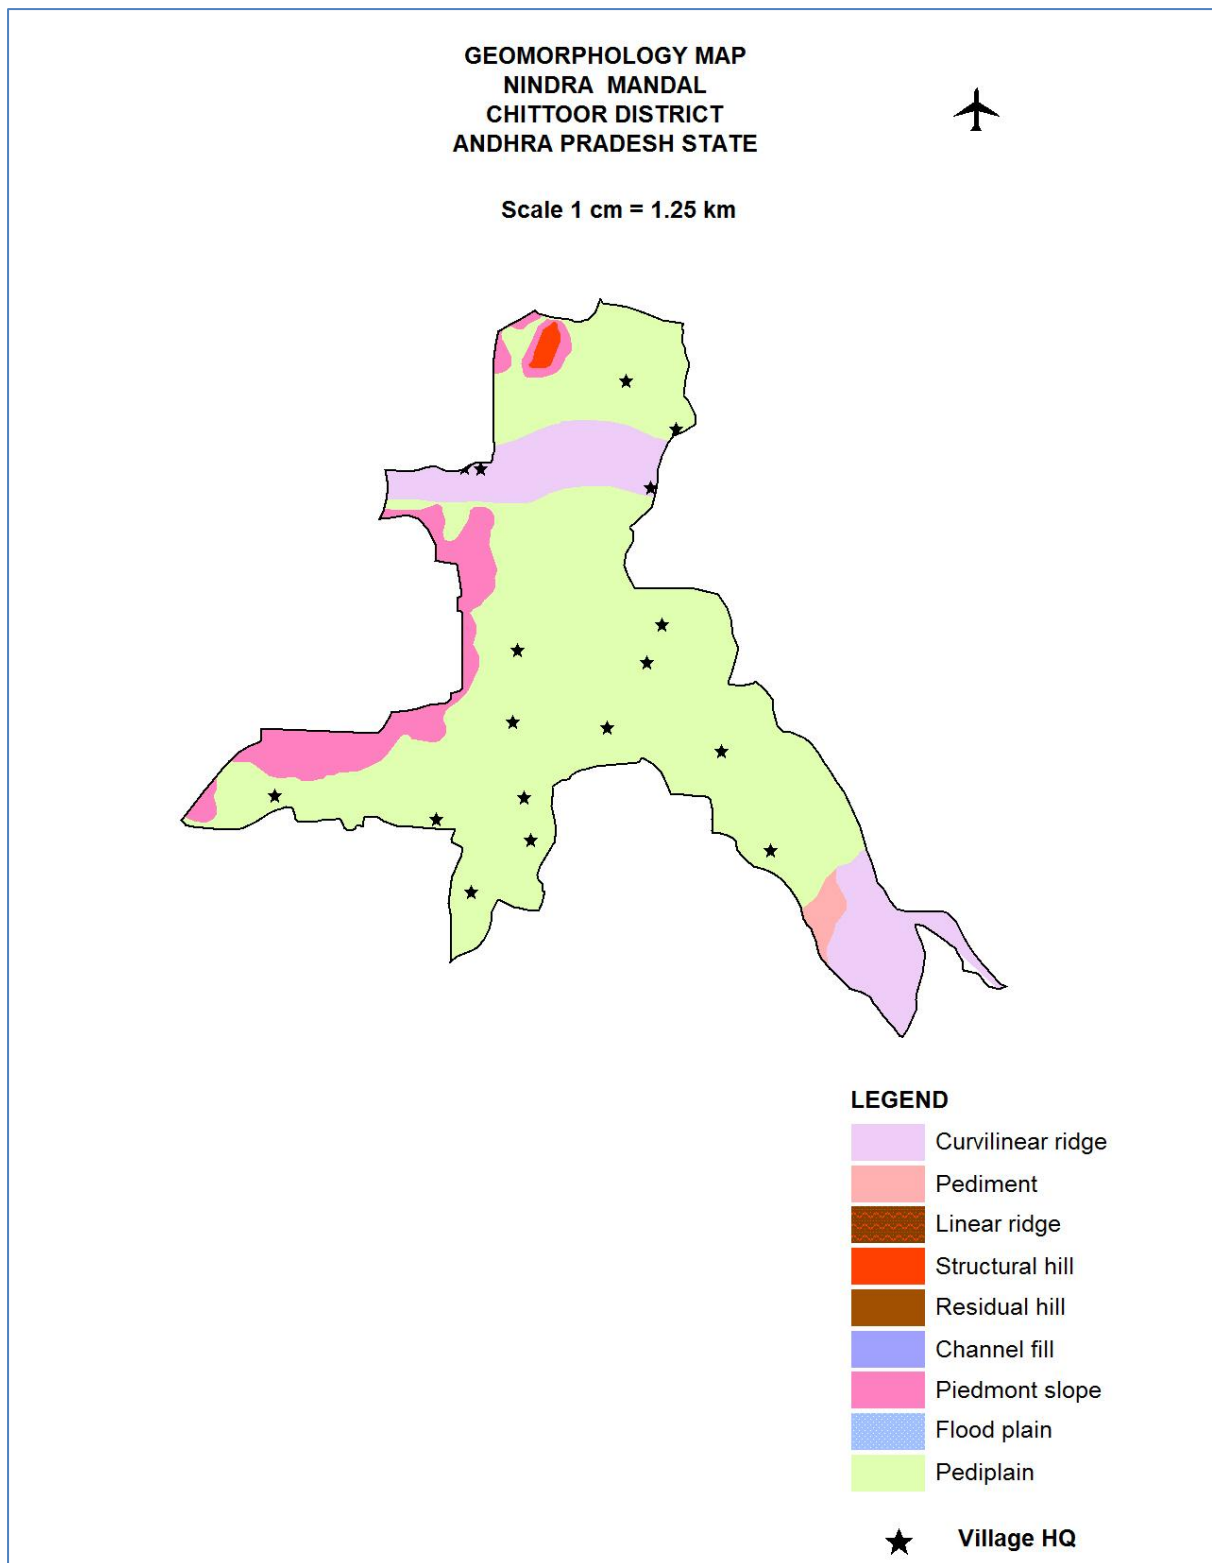 GEOMORPHOLOGY MAP
NINDRA MANDAL
CHITTOOR DISTRICT
ANDHRA PRADESH STATE
Scale 1 cm = 1.25 km
LEGEND
Curvilinear ridge
Pediment
Linear ridge
Structural hill
Residual hill
Channel fill
Piedmont slope
Flood plain
Pediplain
Village HQ